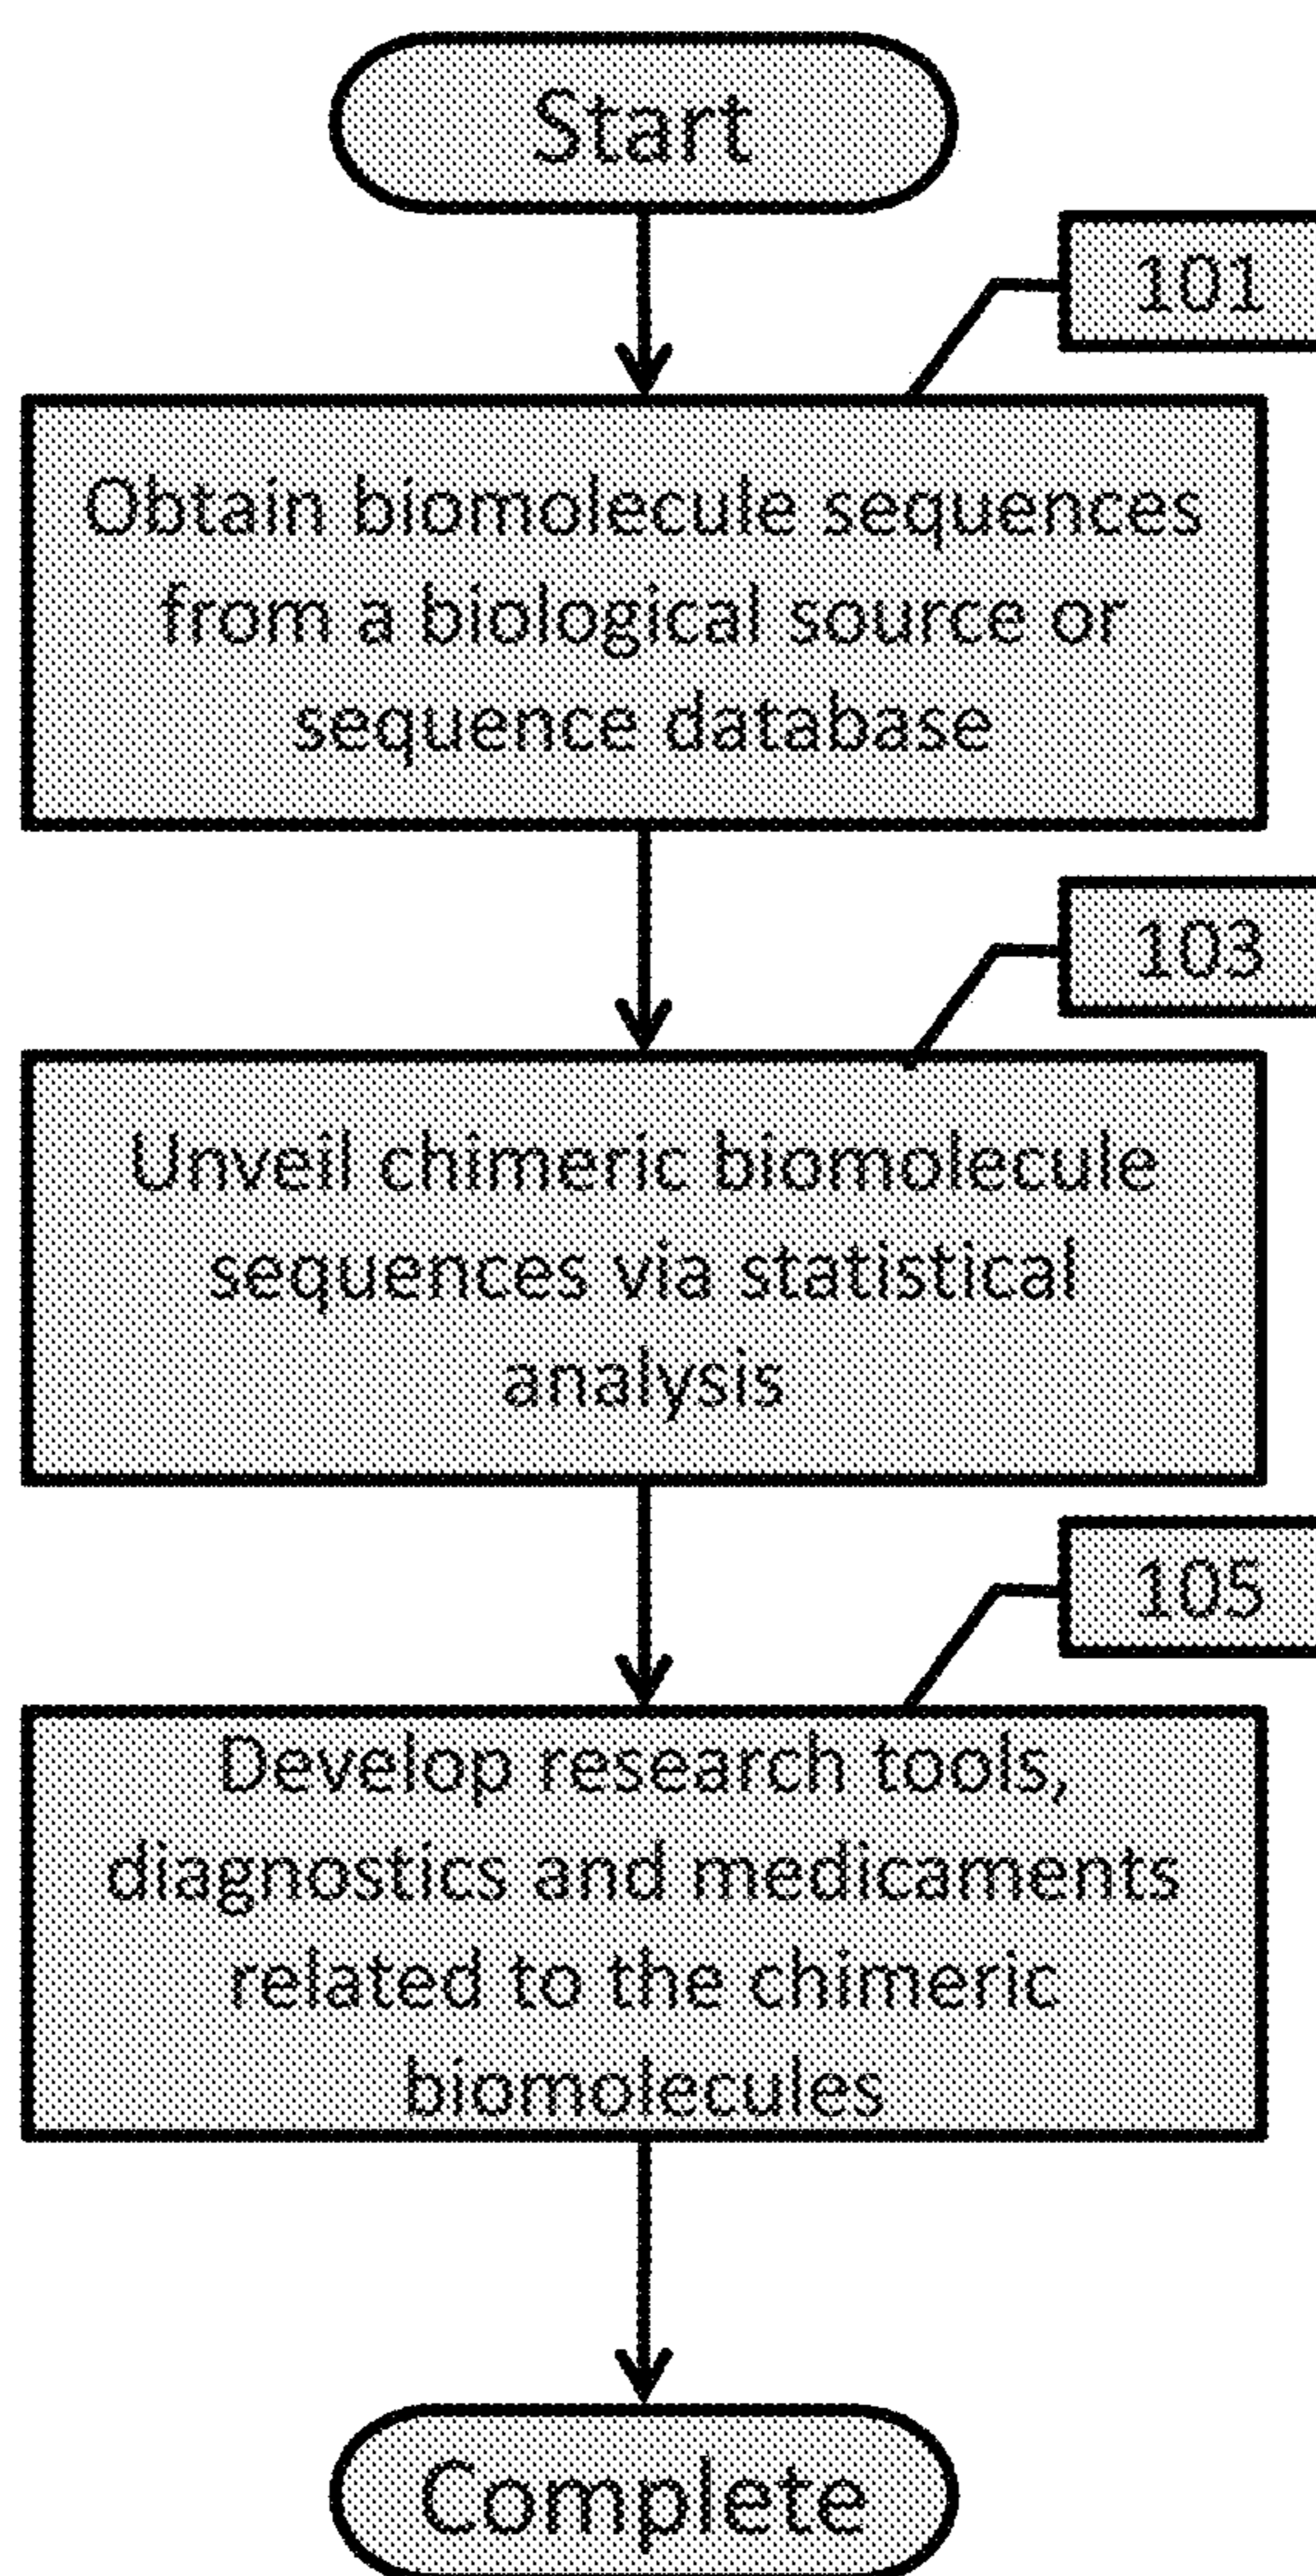 Start
101
Obtain biomolecule sequences
from a biological source or
sequence database
103
Unveil chimeric biomolecule
sequences via statistical
analysis
105
Develop research tools,
diagnostics and medicaments
related to the chimeric
biomolecules
Complete